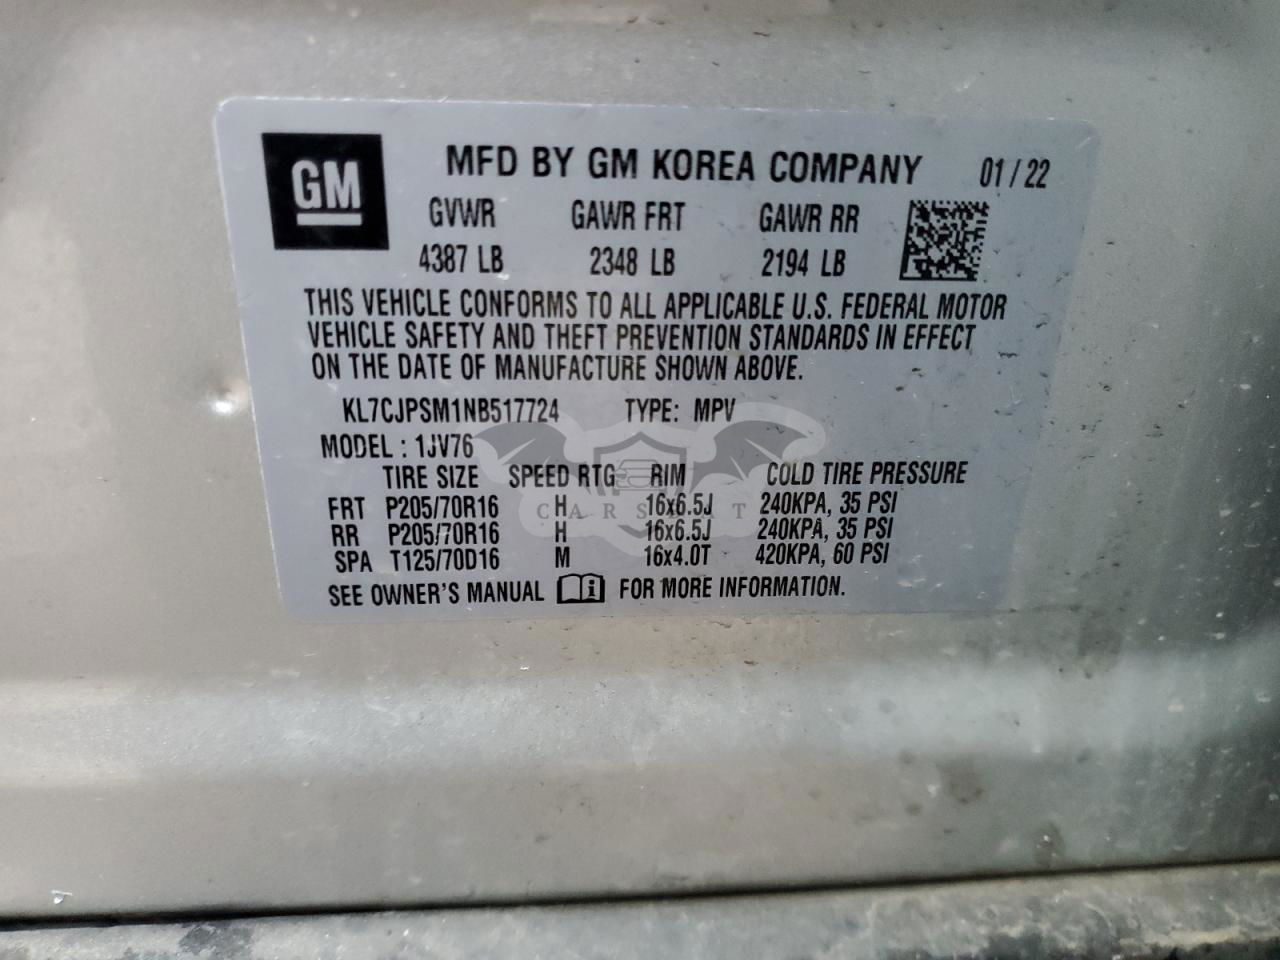 GM MFD BY GM KOREA COMPANY 01/22
GVWR GAWR FRT GAWR RR
4387 LB 2348 LB 2194 LB
THIS VEHICLE CONFORMS TO ALL APPLICABLE U.S. FEDERAL MOTOR
VEHICLE SAFETY AND THEFT PREVENTION STANDARDS IN EFFECT
ON THE DATE OF MANUFACTURE SHOWN ABOVE.
KL7CJPSM1NB517724 TYPE: MPV
MODEL : 1JV76
TIRE SIZE SPEED RTG RIM COLD TIRE PRESSURE
FRT P205/70R16 H 16x6.5J 240KPA, 35 PSI
RR P205/70R16 H 16x6.5J 240KPA, 35 PSI
SPA T125/70D16 M 16x4.0T 420KPA, 60 PSI
SEE OWNER'S MANUAL FOR MORE INFORMATION.